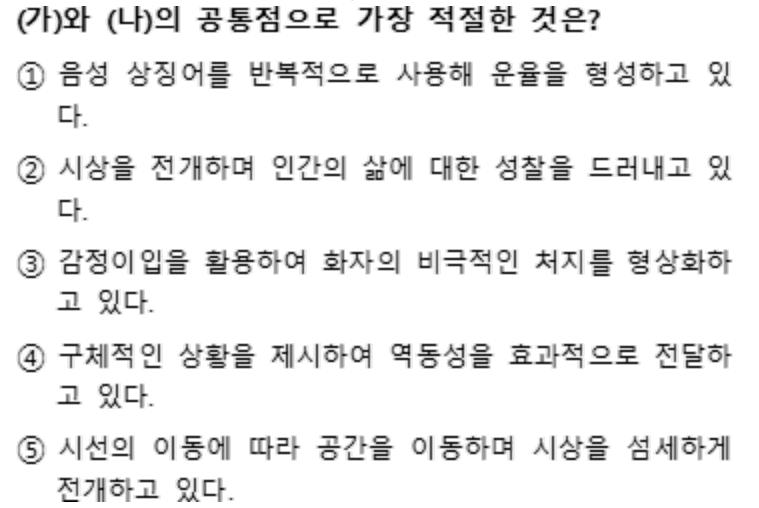 (가)와 (나)의 공통점으로 가장 적절한 것은?
① 음성 상징어를 반복적으로 사용해 운율을 형성하고 있
다.
② 시상을 전개하며 인간의 삶에 대한 성찰을 드러내고 있
다.
③ 감정이입을 활용하여 화자의 비극적인 처지를 형상화하
고 있다.
④ 구체적인 상황을 제시하여 역동성을 효과적으로 전달하
고 있다.
⑤ 시선의 이동에 따라 공간을 이동하며 시상을 섬세하게
전개하고 있다.